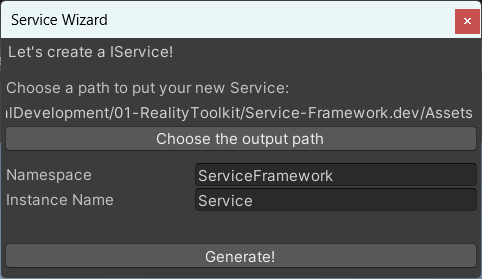 Service Wizard
Let's create a IService!
Choose a path to put your new Service:
lDevelopment/01-RealityToolkit/Service-Framework.dev/Assets
Choose the output path
Namespace ServiceFramework
Instance Name Service
Generate!